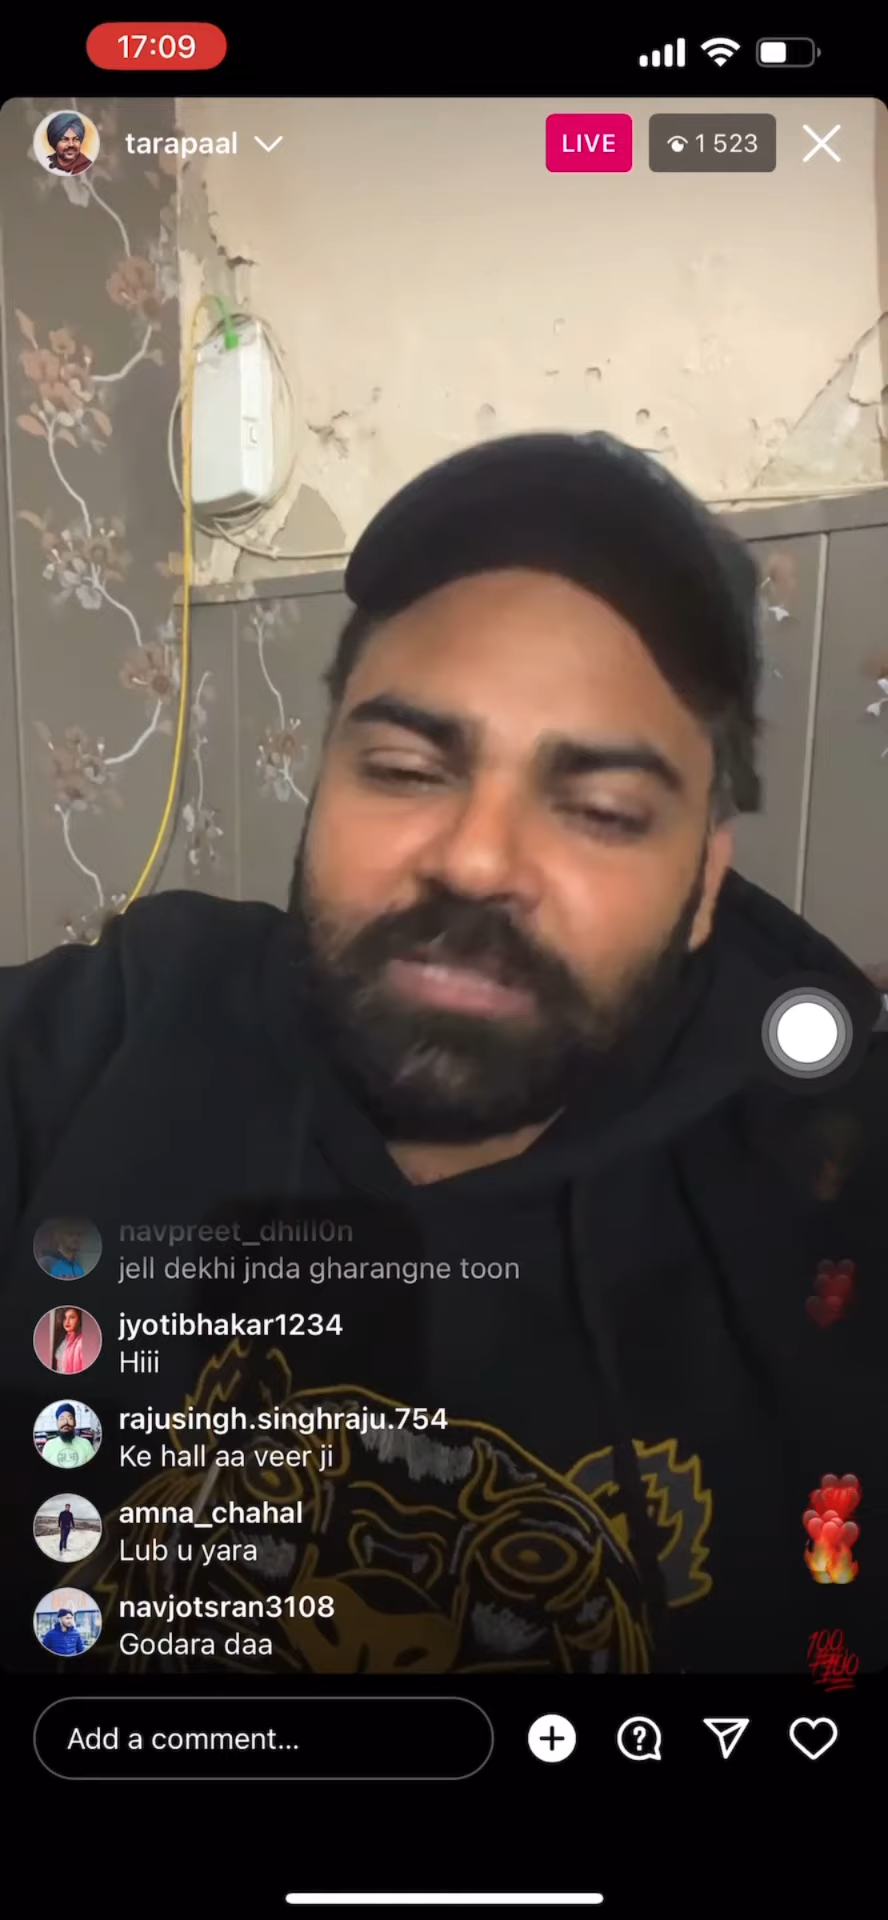 17:09
tarapaal
LIVE
1 523
navpreet_dhill0n
jell dekhi jnda gharangne toon
jyotibhakar1234
Hiii
rajusingh.singhraju.754
Ke hall aa veer ji
amna_chahal
Lub u yara
navjotsran3108
Godara daa
100
Add a comment...